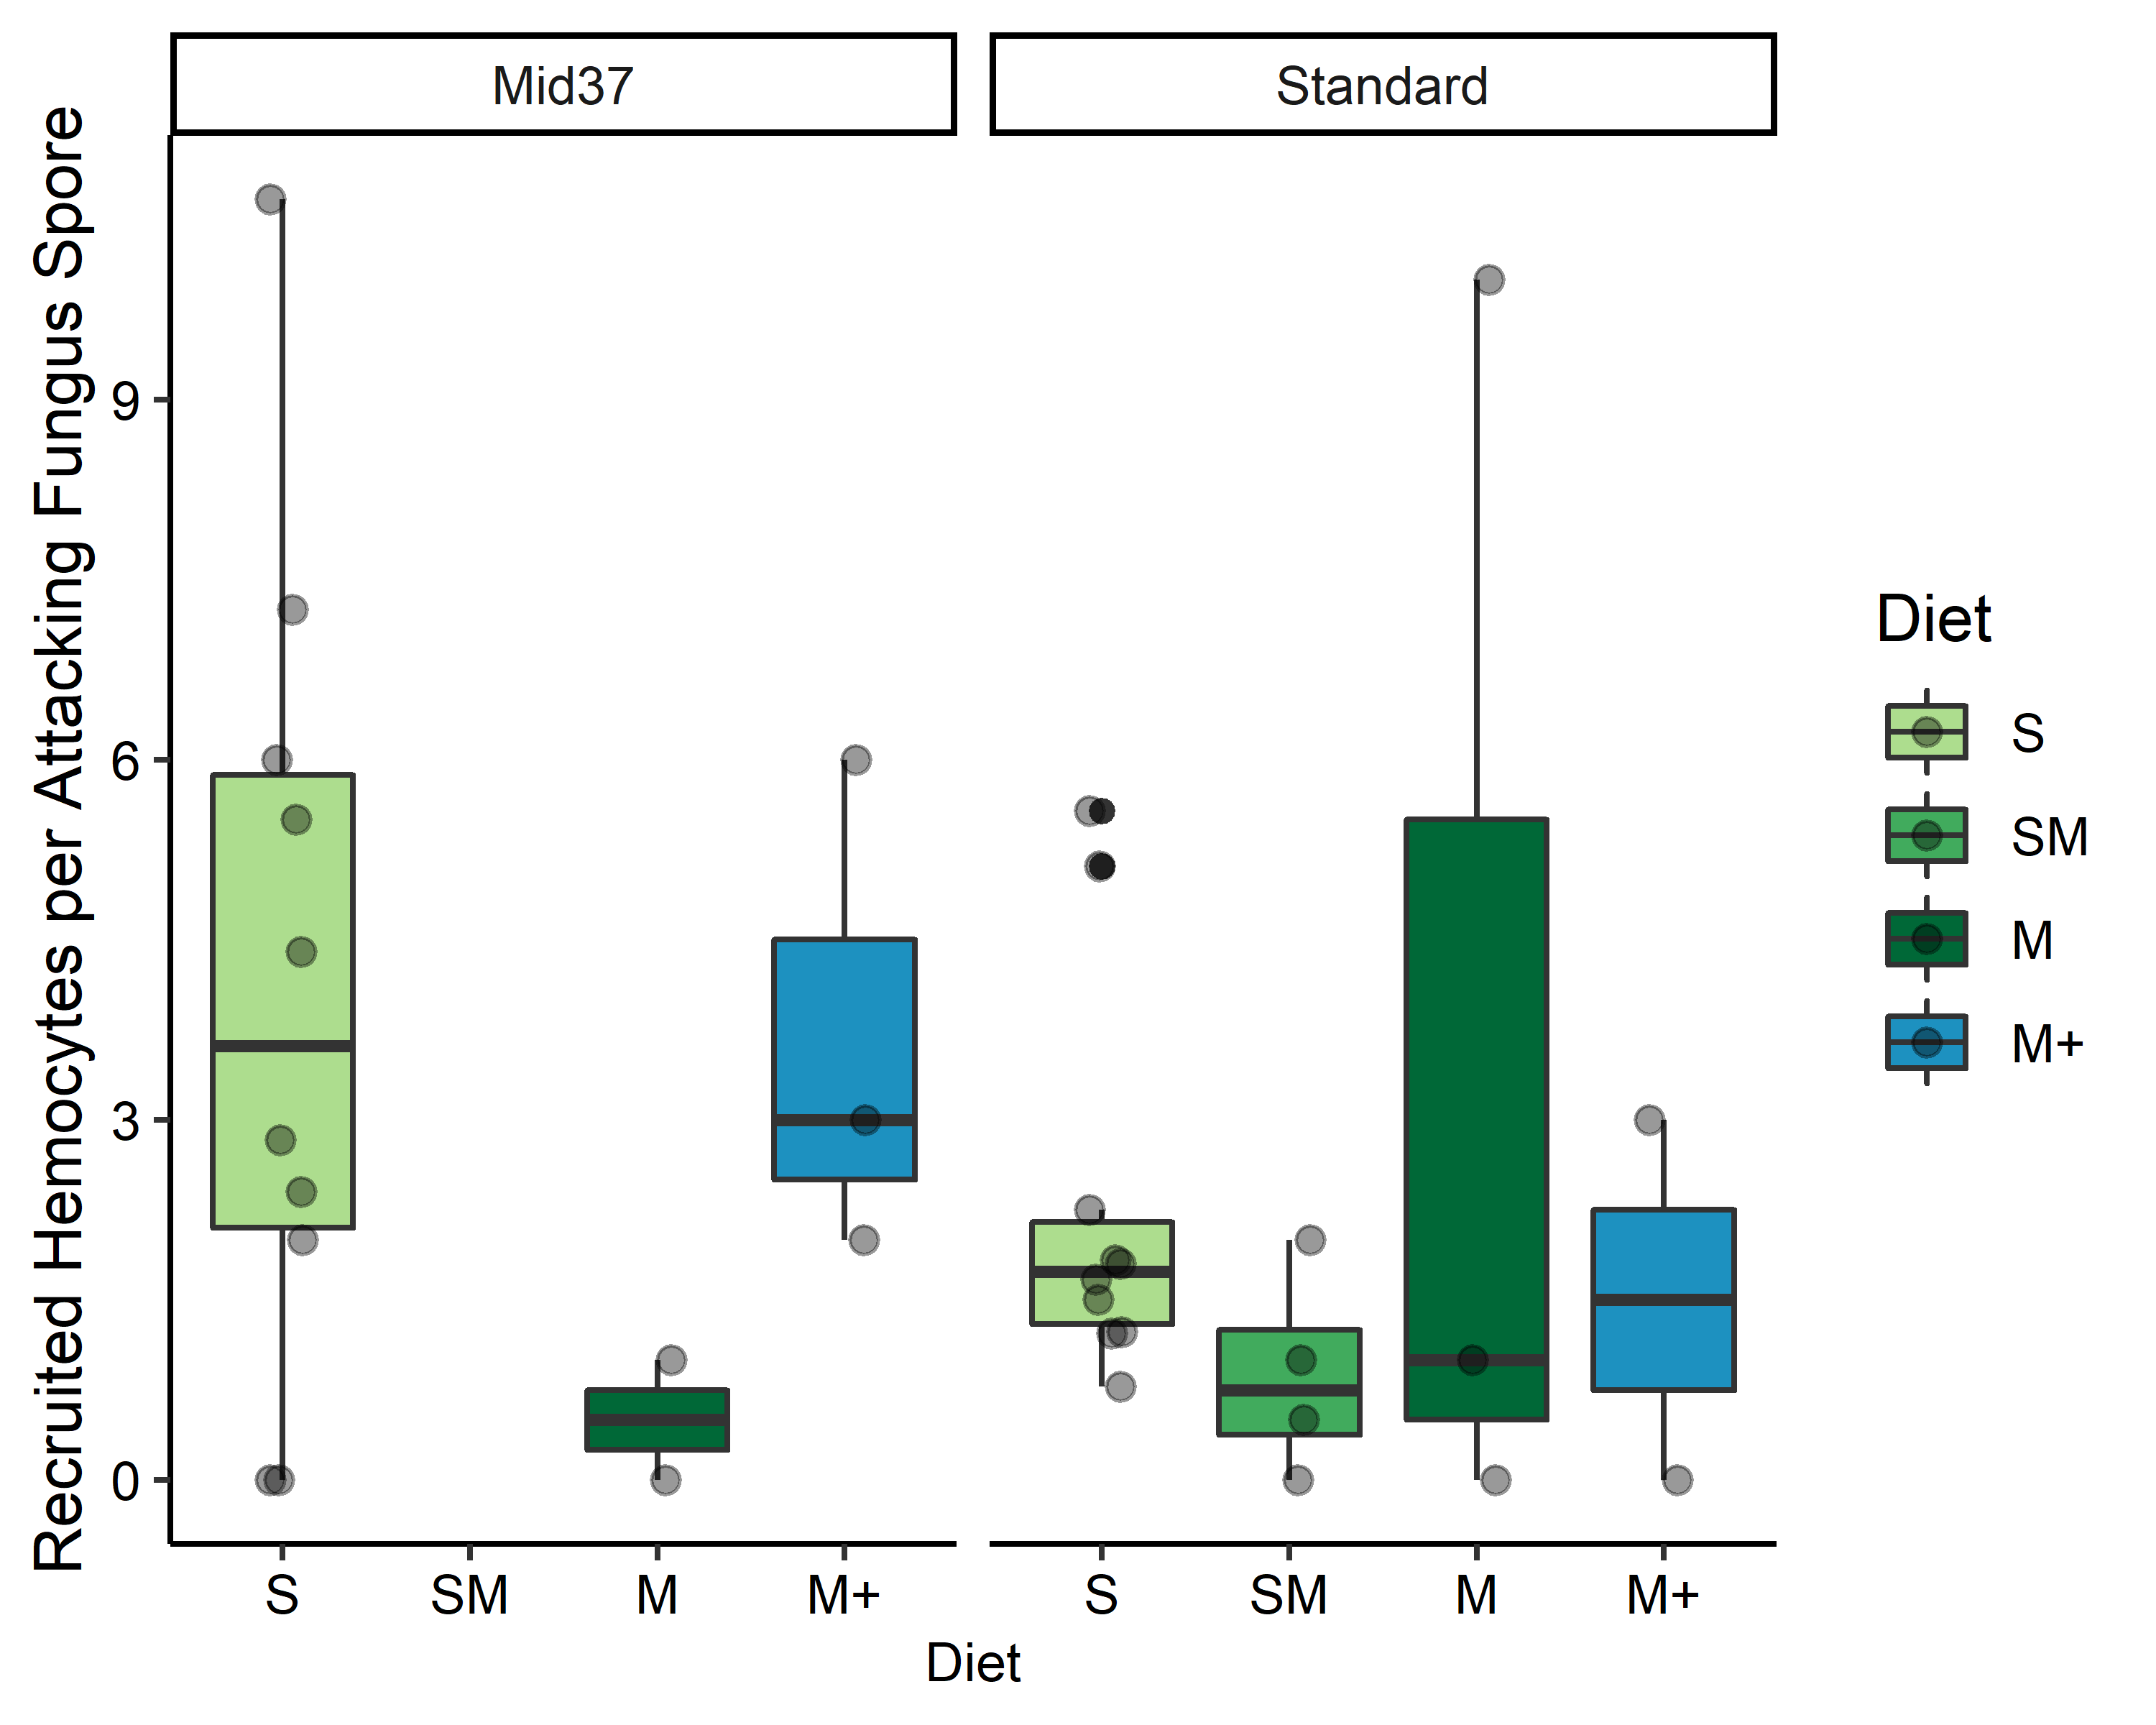 Mid37
Standard
Recruited Hemocytes per Attacking Fungus Spore
9
6
3
0
S SM M M+
S SM M M+
Diet
Diet
S
SM
M
M+